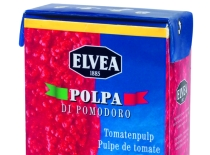 ELVEA
1885
POLPA
DI POMODORO
Tomatenpulp
Pulpe de tomate